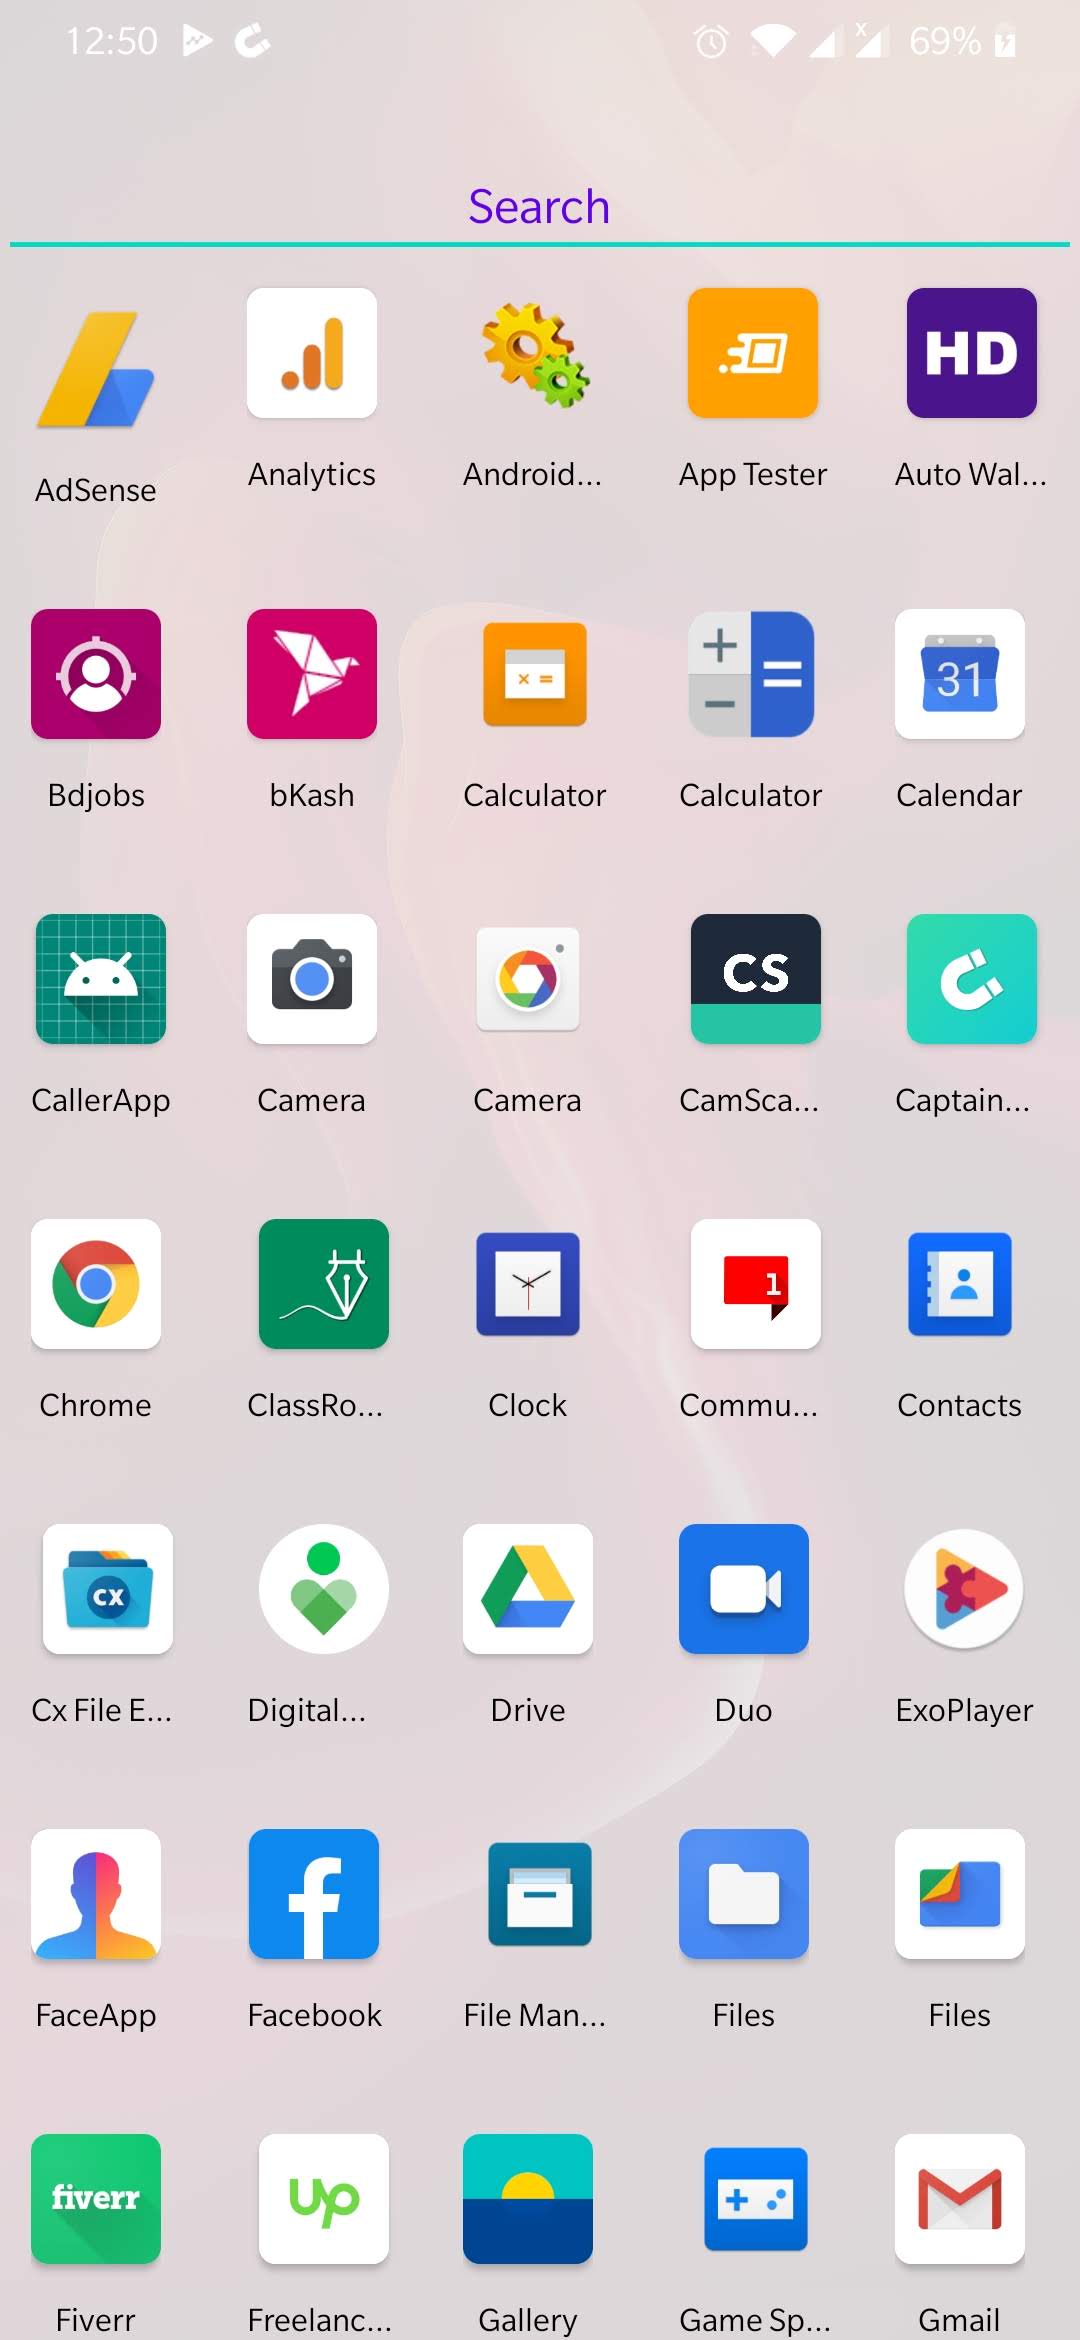 12:50 x 69%
Search
HD
AdSense Analytics Android... App Tester Auto Wal...
31
Bdjobs bKash Calculator Calculator Calendar
CS
CallerApp Camera Camera CamSca... Captain...
1
Chrome ClassRo... Clock Commu... Contacts
CX
Cx File E... Digital... Drive Duo ExoPlayer
f
FaceApp Facebook File Man... Files Files
fiverr up
Fiverr Freelanc... Gallery Game Sp... Gmail